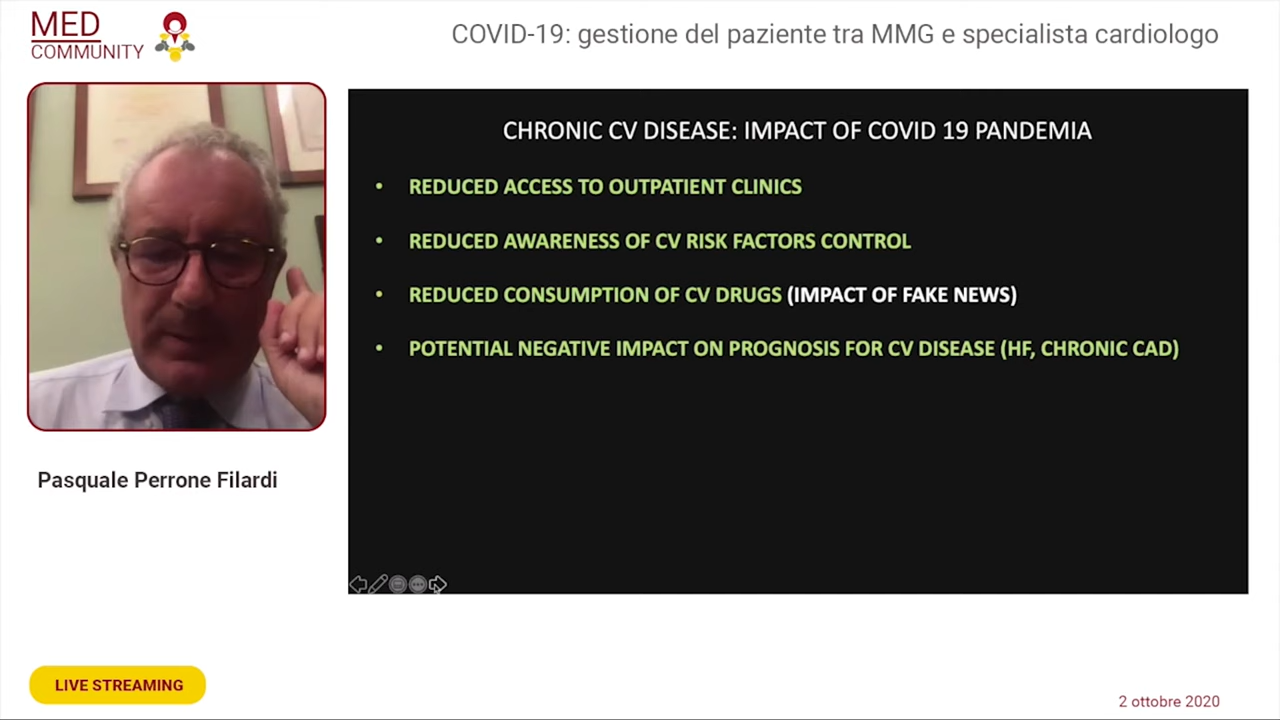 MED
COMMUNITY
COVID-19: gestione del paziente tra MMG e specialista cardiologo
CHRONIC CV DISEASE: IMPACT OF COVID 19 PANDEMIA
• REDUCED ACCESS TO OUTPATIENT CLINICS
• REDUCED AWARENESS OF CV RISK FACTORS CONTROL
• REDUCED CONSUMPTION OF CV DRUGS (IMPACT OF FAKE NEWS)
• POTENTIAL NEGATIVE IMPACT ON PROGNOSIS FOR CV DISEASE (HF, CHRONIC CAD)
Pasquale Perrone Filardi
LIVE STREAMING
2 ottobre 2020